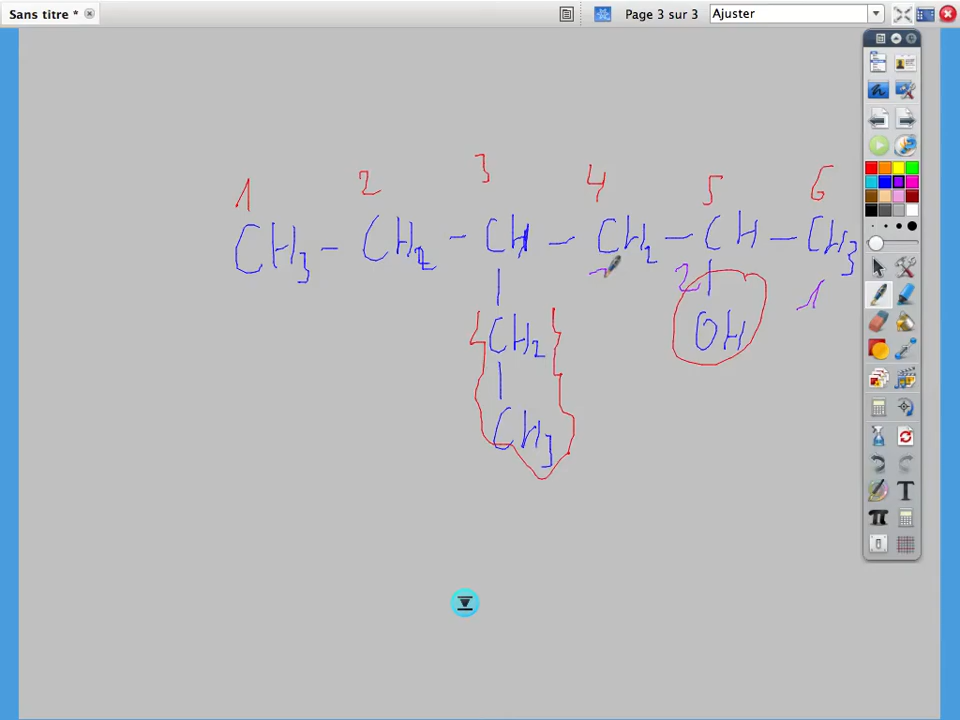 Sans titre *
Page 3 sur 3
Ajuster
1 2 3 4 5 6
CH3 - CH2 - CH - CH2 - CH - CH3
2 1
OH
CH2
CH3